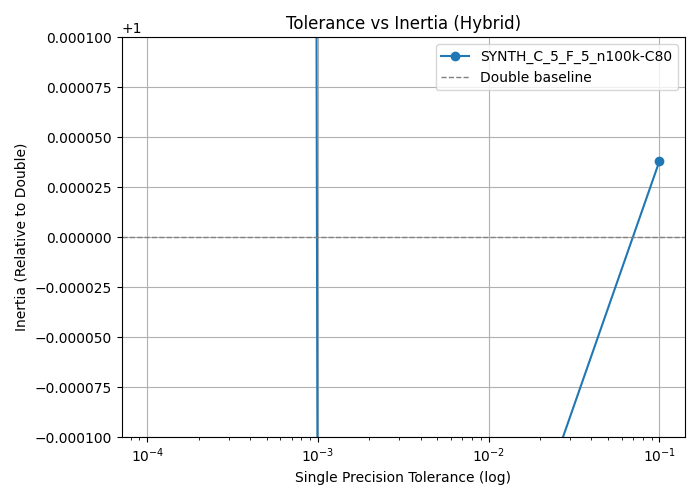 Tolerance vs Inertia (Hybrid)
+1
SYNTH_C_5_F_5_n100k-C80
Double baseline
0.000100
0.000075
0.000050
0.000025
0.000000
−0.000025
−0.000050
−0.000075
−0.000100
Inertia (Relative to Double)
10⁻⁴ 10⁻³ 10⁻² 10⁻¹
Single Precision Tolerance (log)